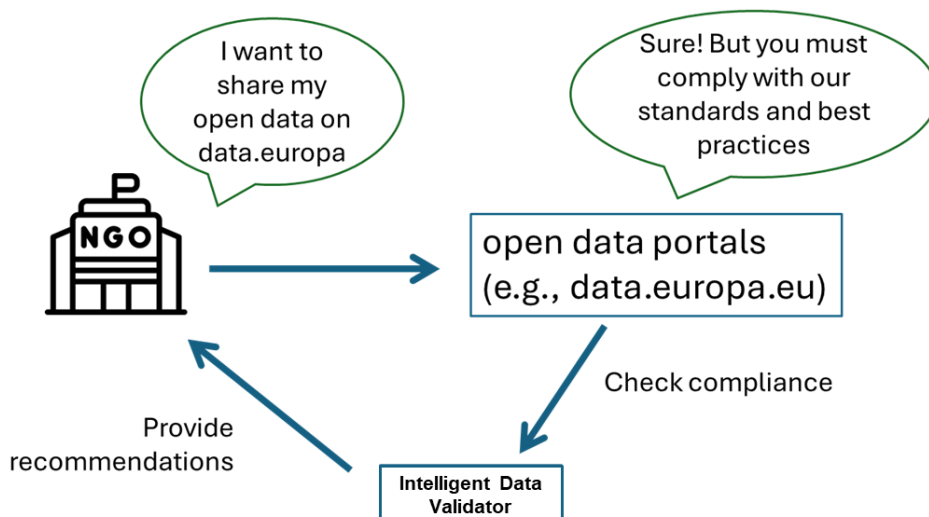 I want to
share my
open data on
data.europa
Sure! But you must
comply with our
standards and best
practices
NGO
open data portals
(e.g., data.europa.eu)
Check compliance
Provide
recommendations
Intelligent Data
Validator